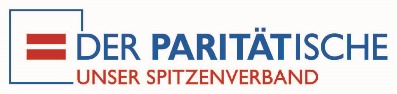 DER PARITÄTISCHE
UNSER SPITZENVERBAND